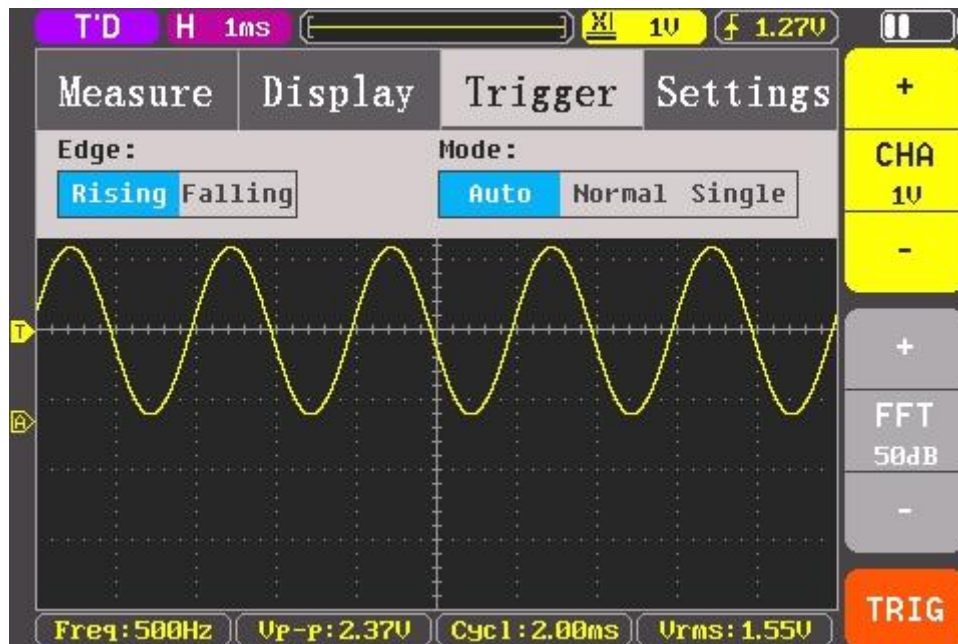 T'D H 1ms X1 1V 1.27V
Measure Display Trigger Settings
+
Edge: Mode:
CHA
Rising Falling Auto Normal Single
1V
-
T
+
A
FFT
50dB
-
TRIG
Freq:500Hz Vp-p:2.37V Cycl:2.00ms Vrms:1.55V